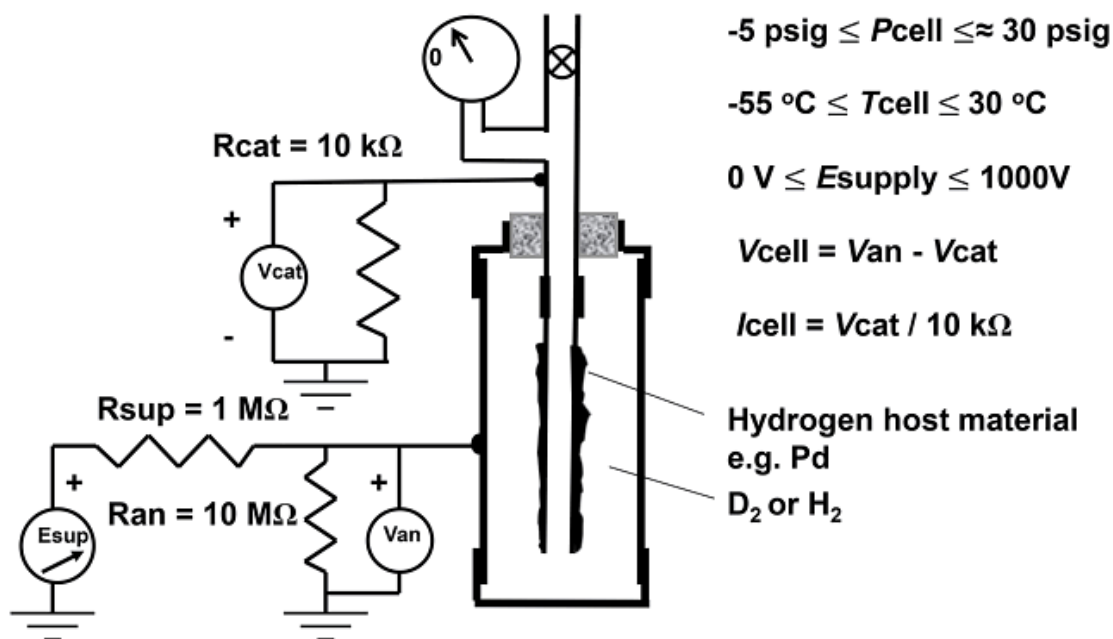 -5 psig ≤ Pcell ≤≈ 30 psig
0
-55 °C ≤ Tcell ≤ 30 °C
Rcat = 10 kΩ
0 V ≤ Esupply ≤ 1000V
+
Vcat
-
Vcell = Van - Vcat
Icell = Vcat / 10 kΩ
Rsup = 1 MΩ
Hydrogen host material
e.g. Pd
D₂ or H₂
+
Ran = 10 MΩ
+
Esup
Van